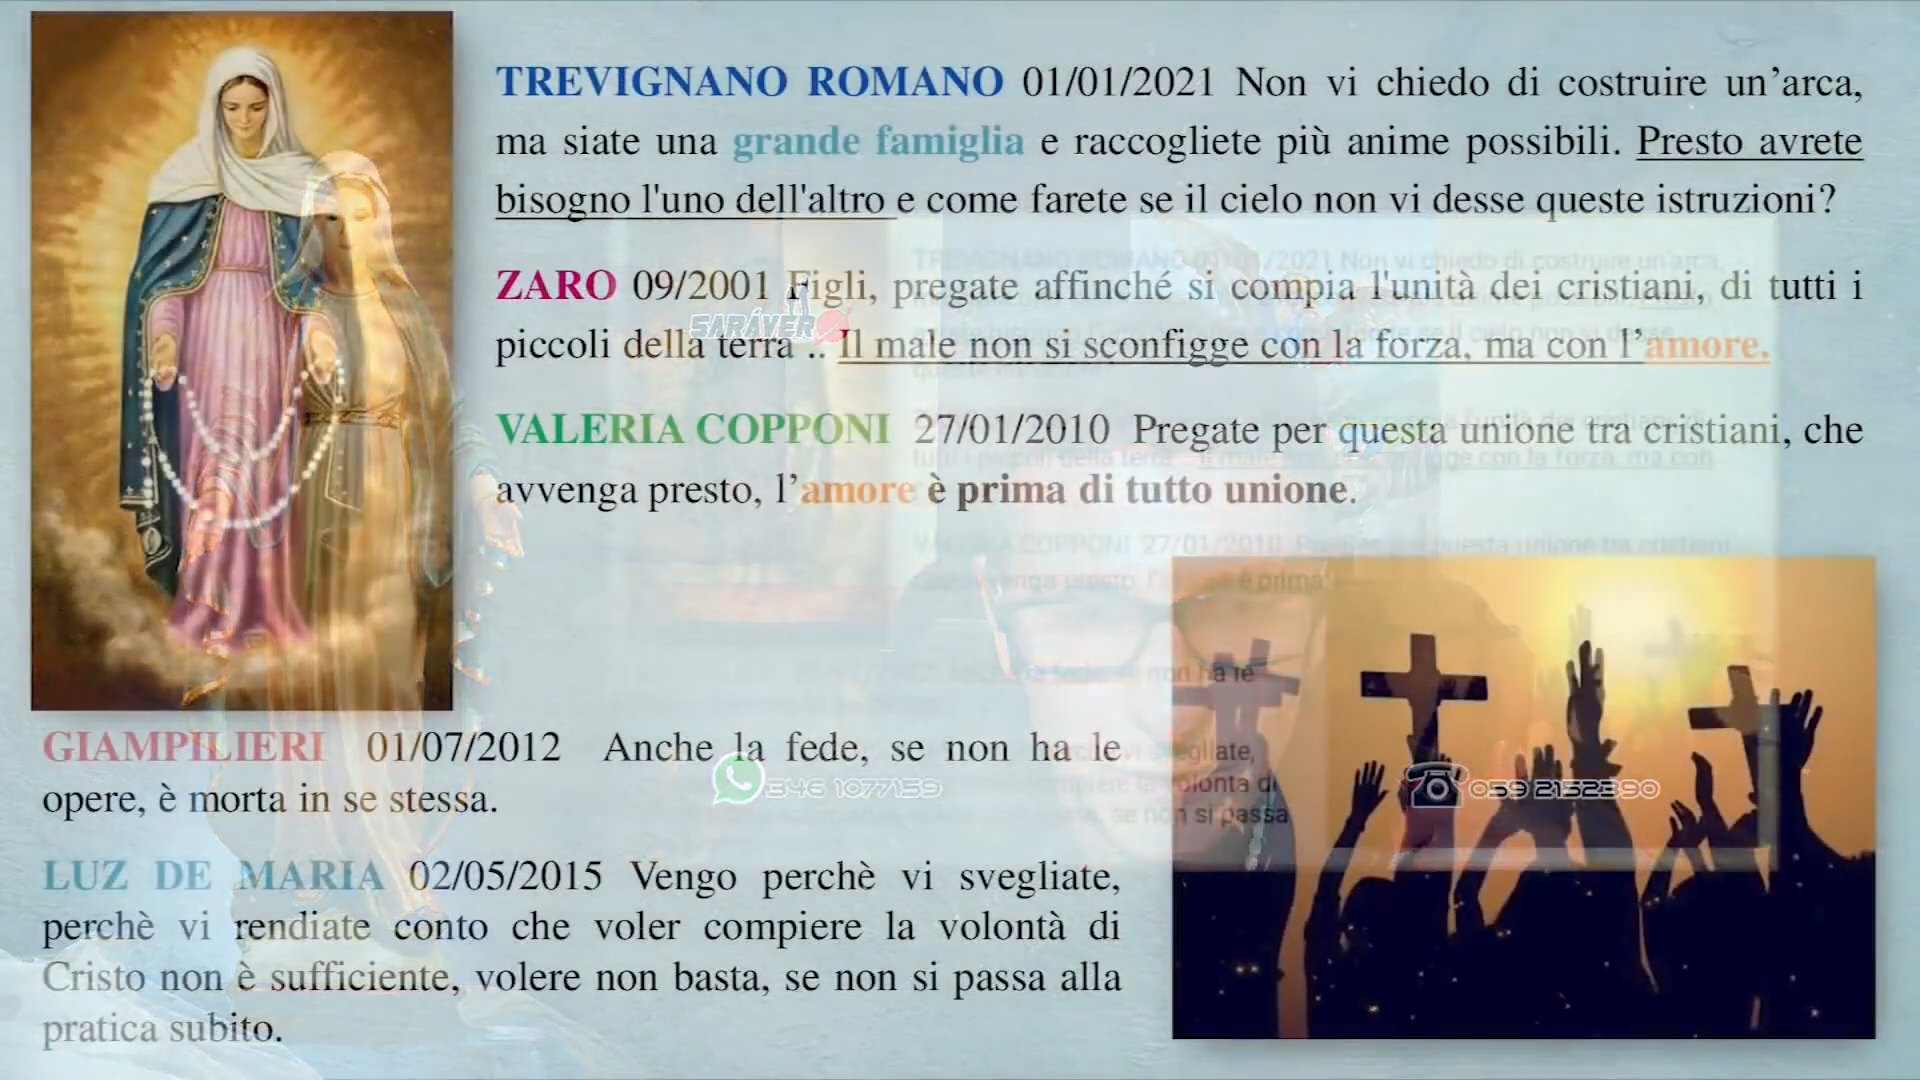 TREVIGNANO ROMANO 01/01/2021 Non vi chiedo di costruire un’arca,
ma siate una grande famiglia e raccogliete più anime possibili. Presto avrete
bisogno l'uno dell'altro e come farete se il cielo non vi desse queste istruzioni?
ZARO 09/2001 Figli, pregate affinché si compia l'unità dei cristiani, di tutti i
piccoli della terra .. Il male non si sconfigge con la forza, ma con l’amore.
SARÁVERO
VALERIA COPPONI 27/01/2010 Pregate per questa unione tra cristiani, che
avvenga presto, l’amore è prima di tutto unione.
GIAMPILIERI 01/07/2012 Anche la fede, se non ha le
opere, è morta in se stessa.
346 1077159
059 2152390
LUZ DE MARIA 02/05/2015 Vengo perchè vi svegliate,
perchè vi rendiate conto che voler compiere la volontà di
Cristo non è sufficiente, volere non basta, se non si passa alla
pratica subito.